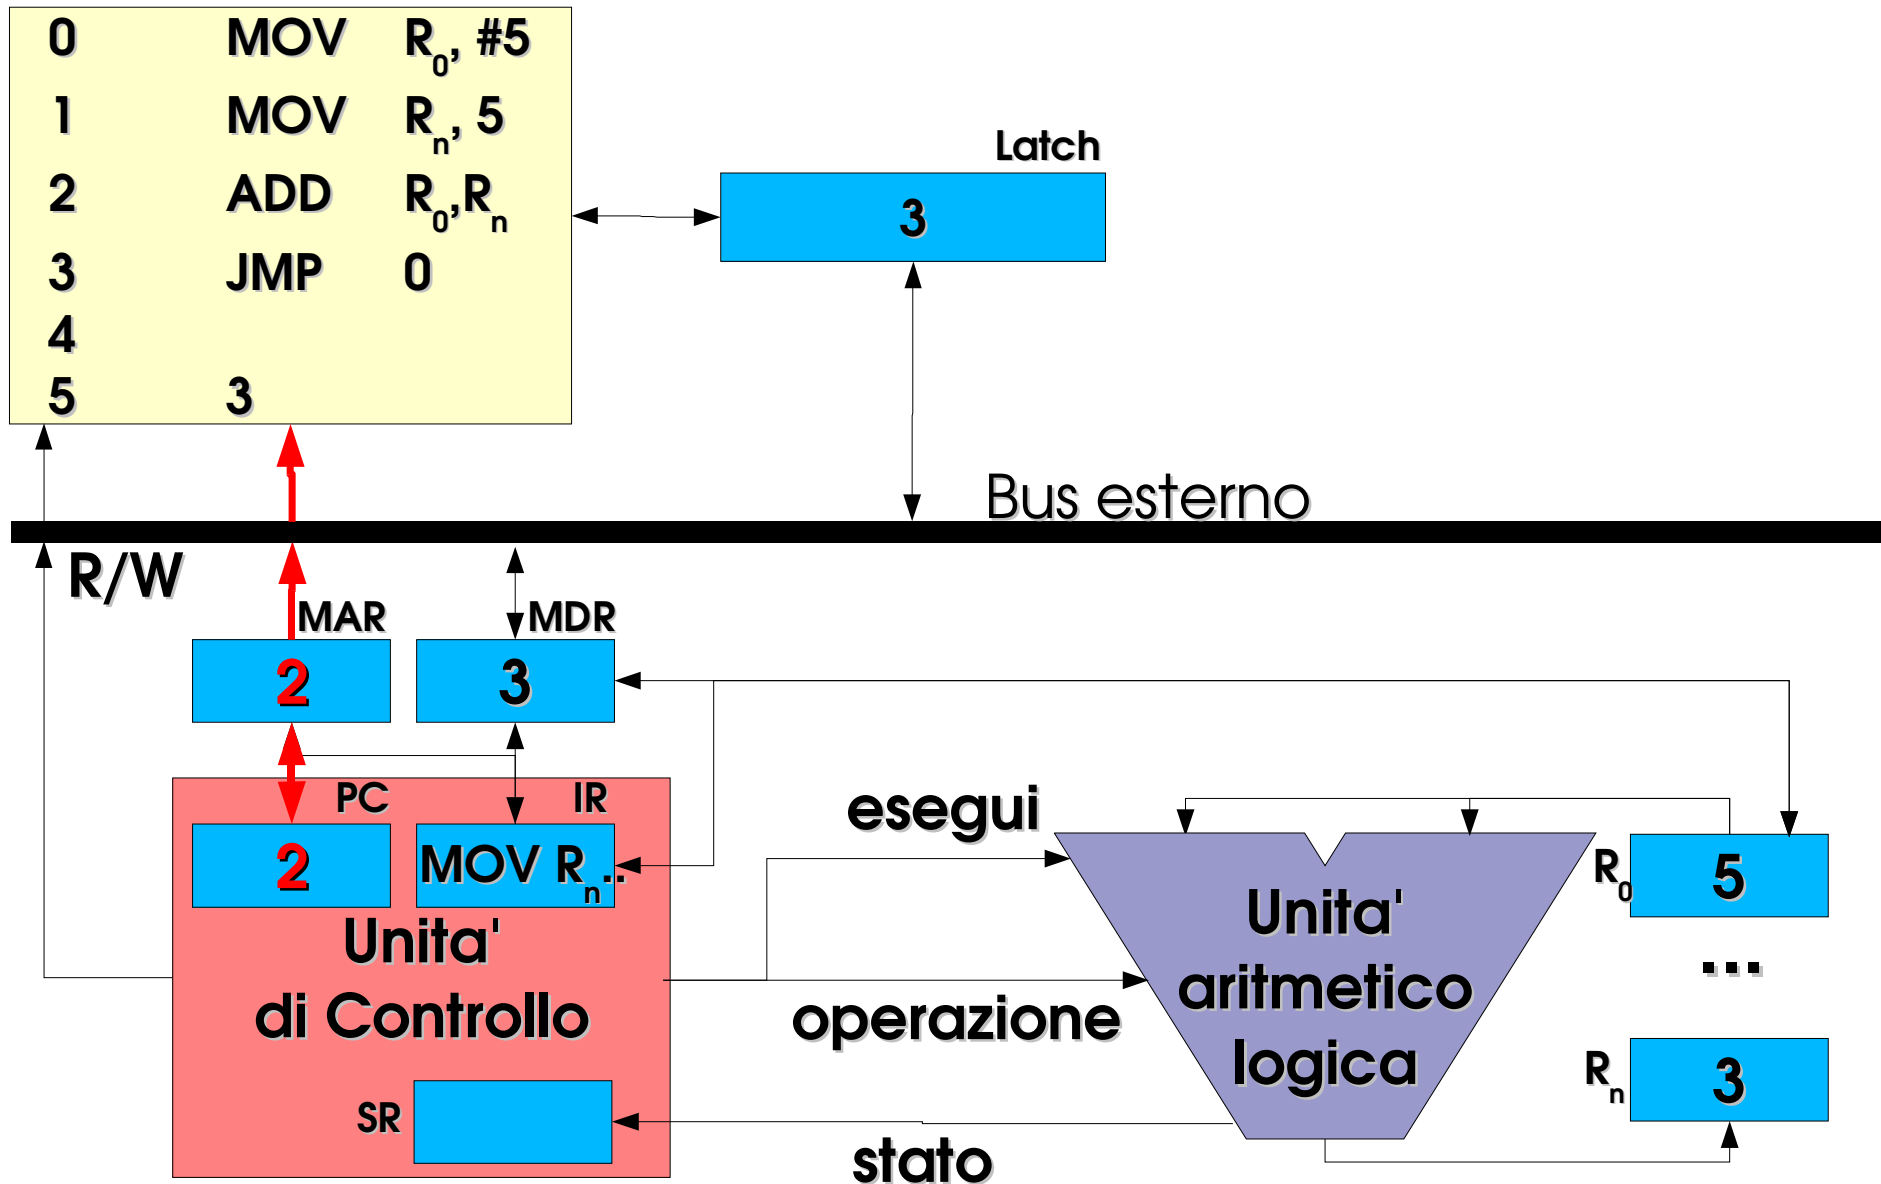 0 MOV R0, #5
1 MOV Rn, 5
2 ADD R0,Rn
3 JMP 0
4
5 3
Latch
3
Bus esterno
R/W
MAR
MDR
2
3
PC
IR
2
MOV Rn..
Unita'
di Controllo
SR
esegui
operazione
stato
Unita'
aritmetico
logica
R0
5
...
Rn
3